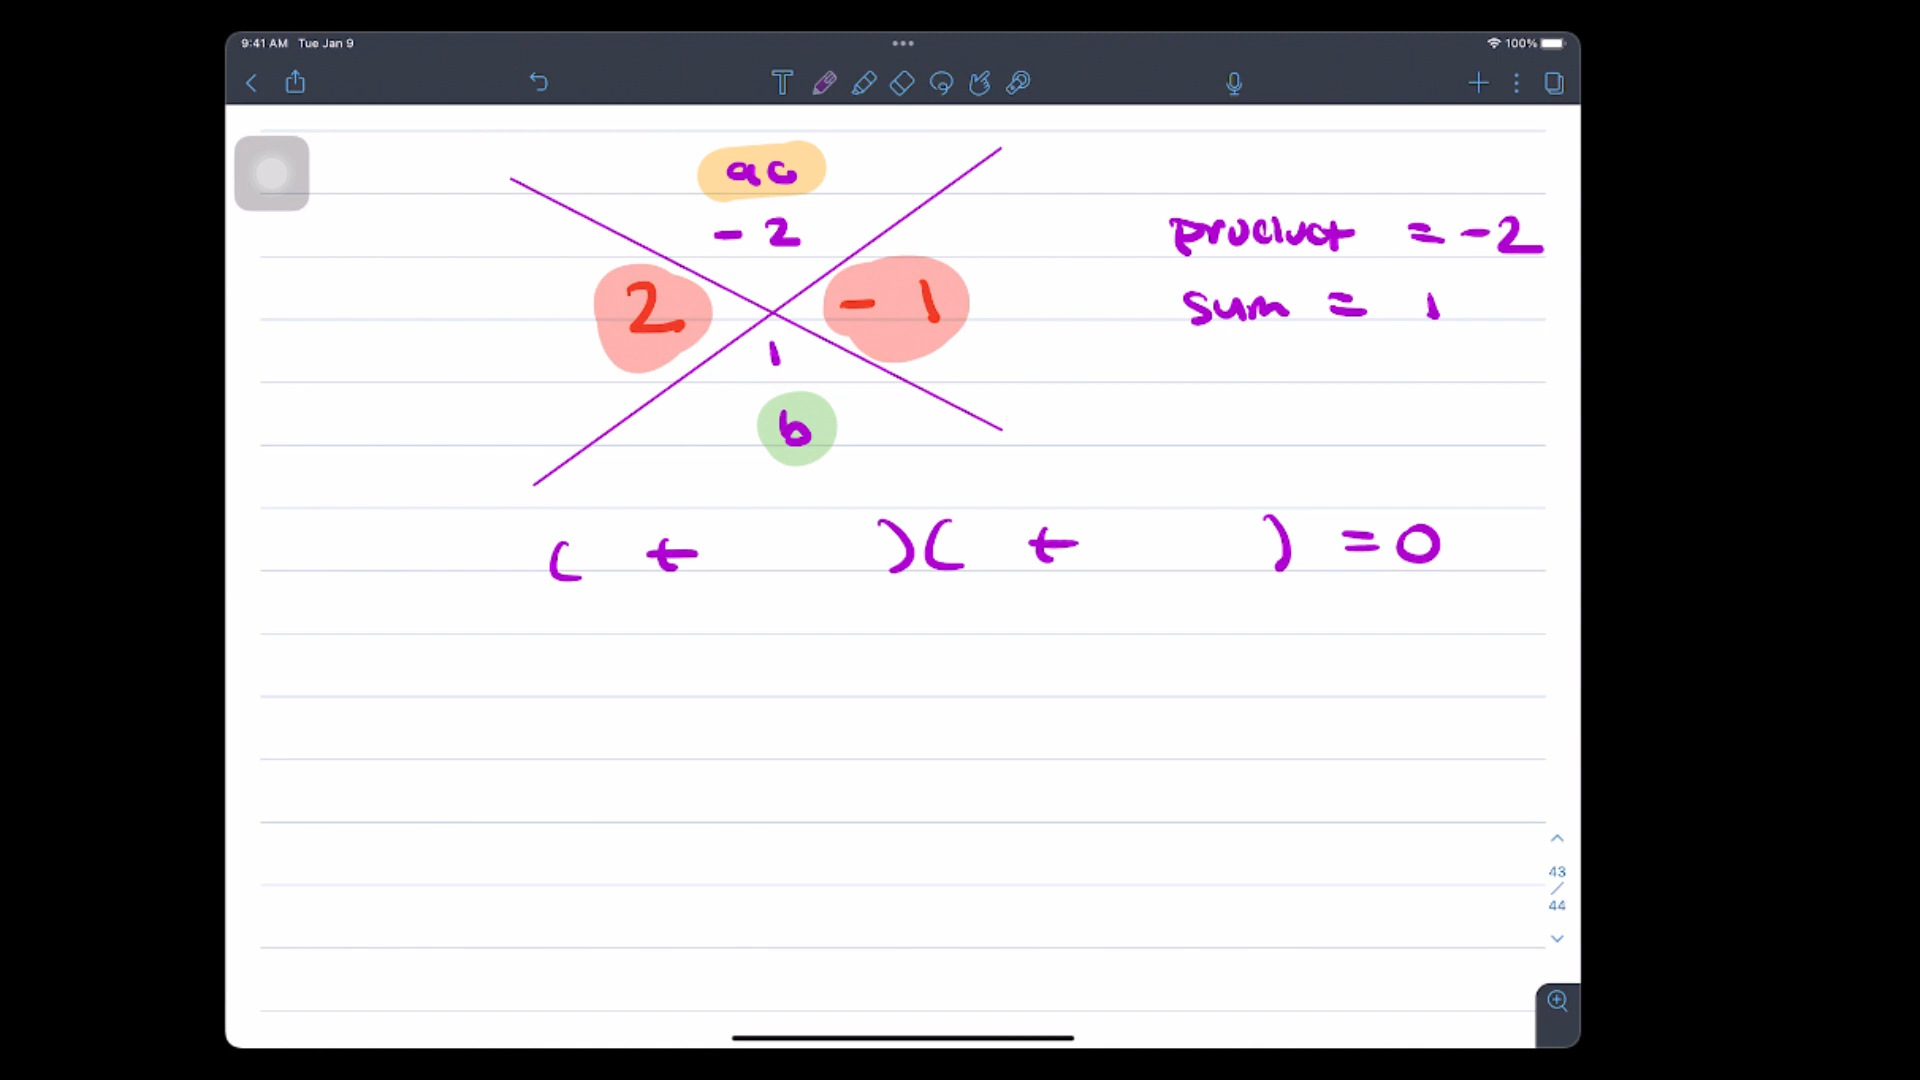 9:41 AM Tue Jan 9
100%
T
ac
- 2
product = -2
2 - 1
sum = 1
1
b
( + )( + ) = 0
43
/
44